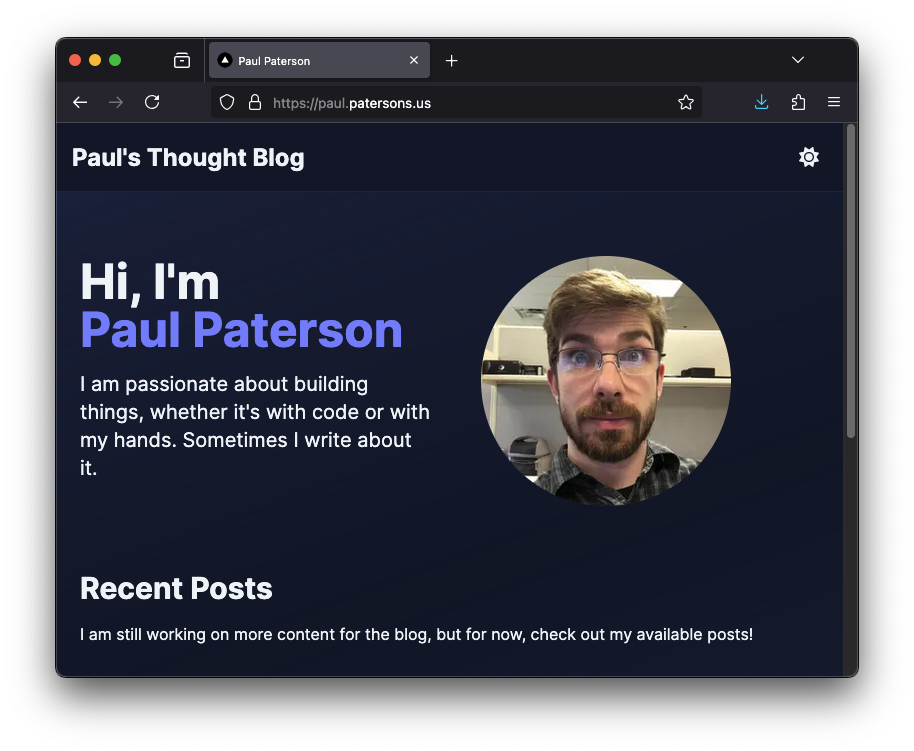 Paul Paterson
https://paul.patersons.us
Paul's Thought Blog
Hi, I'm
Paul Paterson
I am passionate about building
things, whether it's with code or with
my hands. Sometimes I write about
it.
Recent Posts
I am still working on more content for the blog, but for now, check out my available posts!